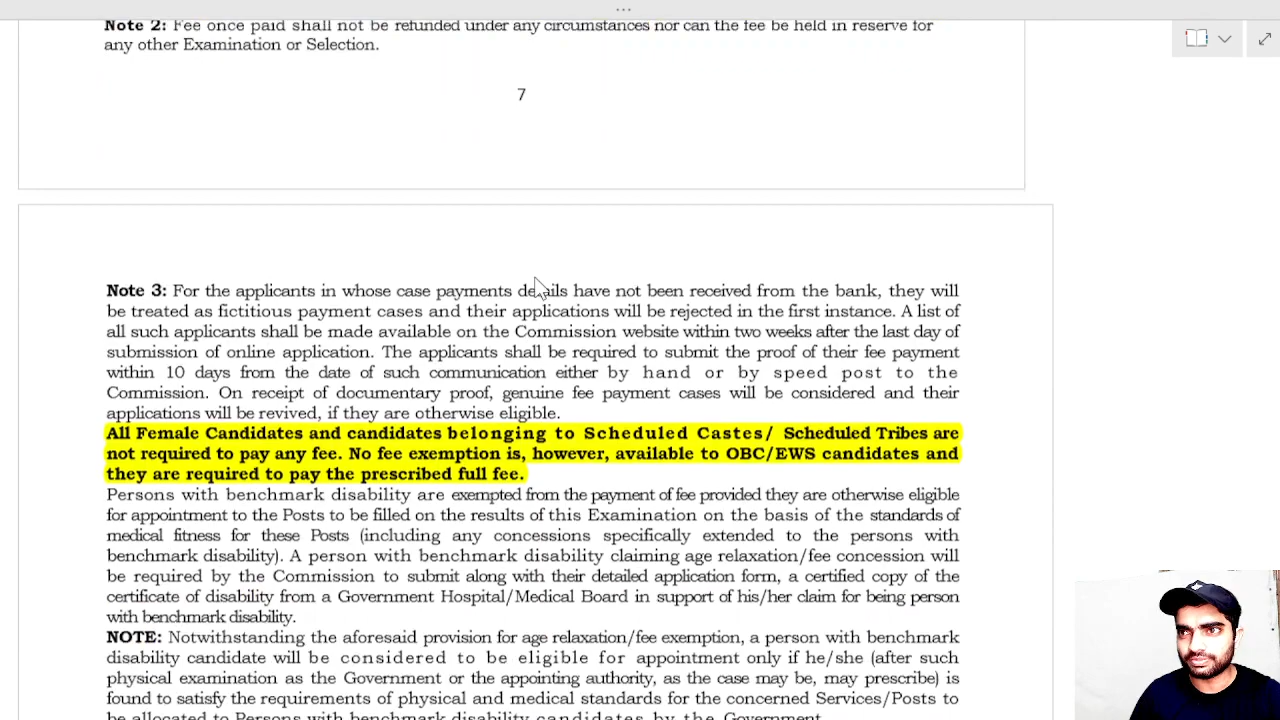 Note 2: Fee once paid shall not be refunded under any circumstances nor can the fee be held in reserve for
any other Examination or Selection.
7
Note 3: For the applicants in whose case payments details have not been received from the bank, they will
be treated as fictitious payment cases and their applications will be rejected in the first instance. A list of
all such applicants shall be made available on the Commission website within two weeks after the last day of
submission of online application. The applicants shall be required to submit the proof of their fee payment
within 10 days from the date of such communication either by hand or by speed post to the
Commission. On receipt of documentary proof, genuine fee payment cases will be considered and their
applications will be revived, if they are otherwise eligible.
All Female Candidates and candidates belonging to Scheduled Castes/ Scheduled Tribes are
not required to pay any fee. No fee exemption is, however, available to OBC/EWS candidates and
they are required to pay the prescribed full fee.
Persons with benchmark disability are exempted from the payment of fee provided they are otherwise eligible
for appointment to the Posts to be filled on the results of this Examination on the basis of the standards of
medical fitness for these Posts (including any concessions specifically extended to the persons with
benchmark disability). A person with benchmark disability claiming age relaxation/fee concession will
be required by the Commission to submit along with their detailed application form, a certified copy of the
certificate of disability from a Government Hospital/Medical Board in support of his/her claim for being person
with benchmark disability.
NOTE: Notwithstanding the aforesaid provision for age relaxation/fee exemption, a person with benchmark
disability candidate will be considered to be eligible for appointment only if he/she (after such
physical examination as the Government or the appointing authority, as the case may be, may prescribe) is
found to satisfy the requirements of physical and medical standards for the concerned Services/Posts to
be allocated to Persons with benchmark disability candidates by the Government.